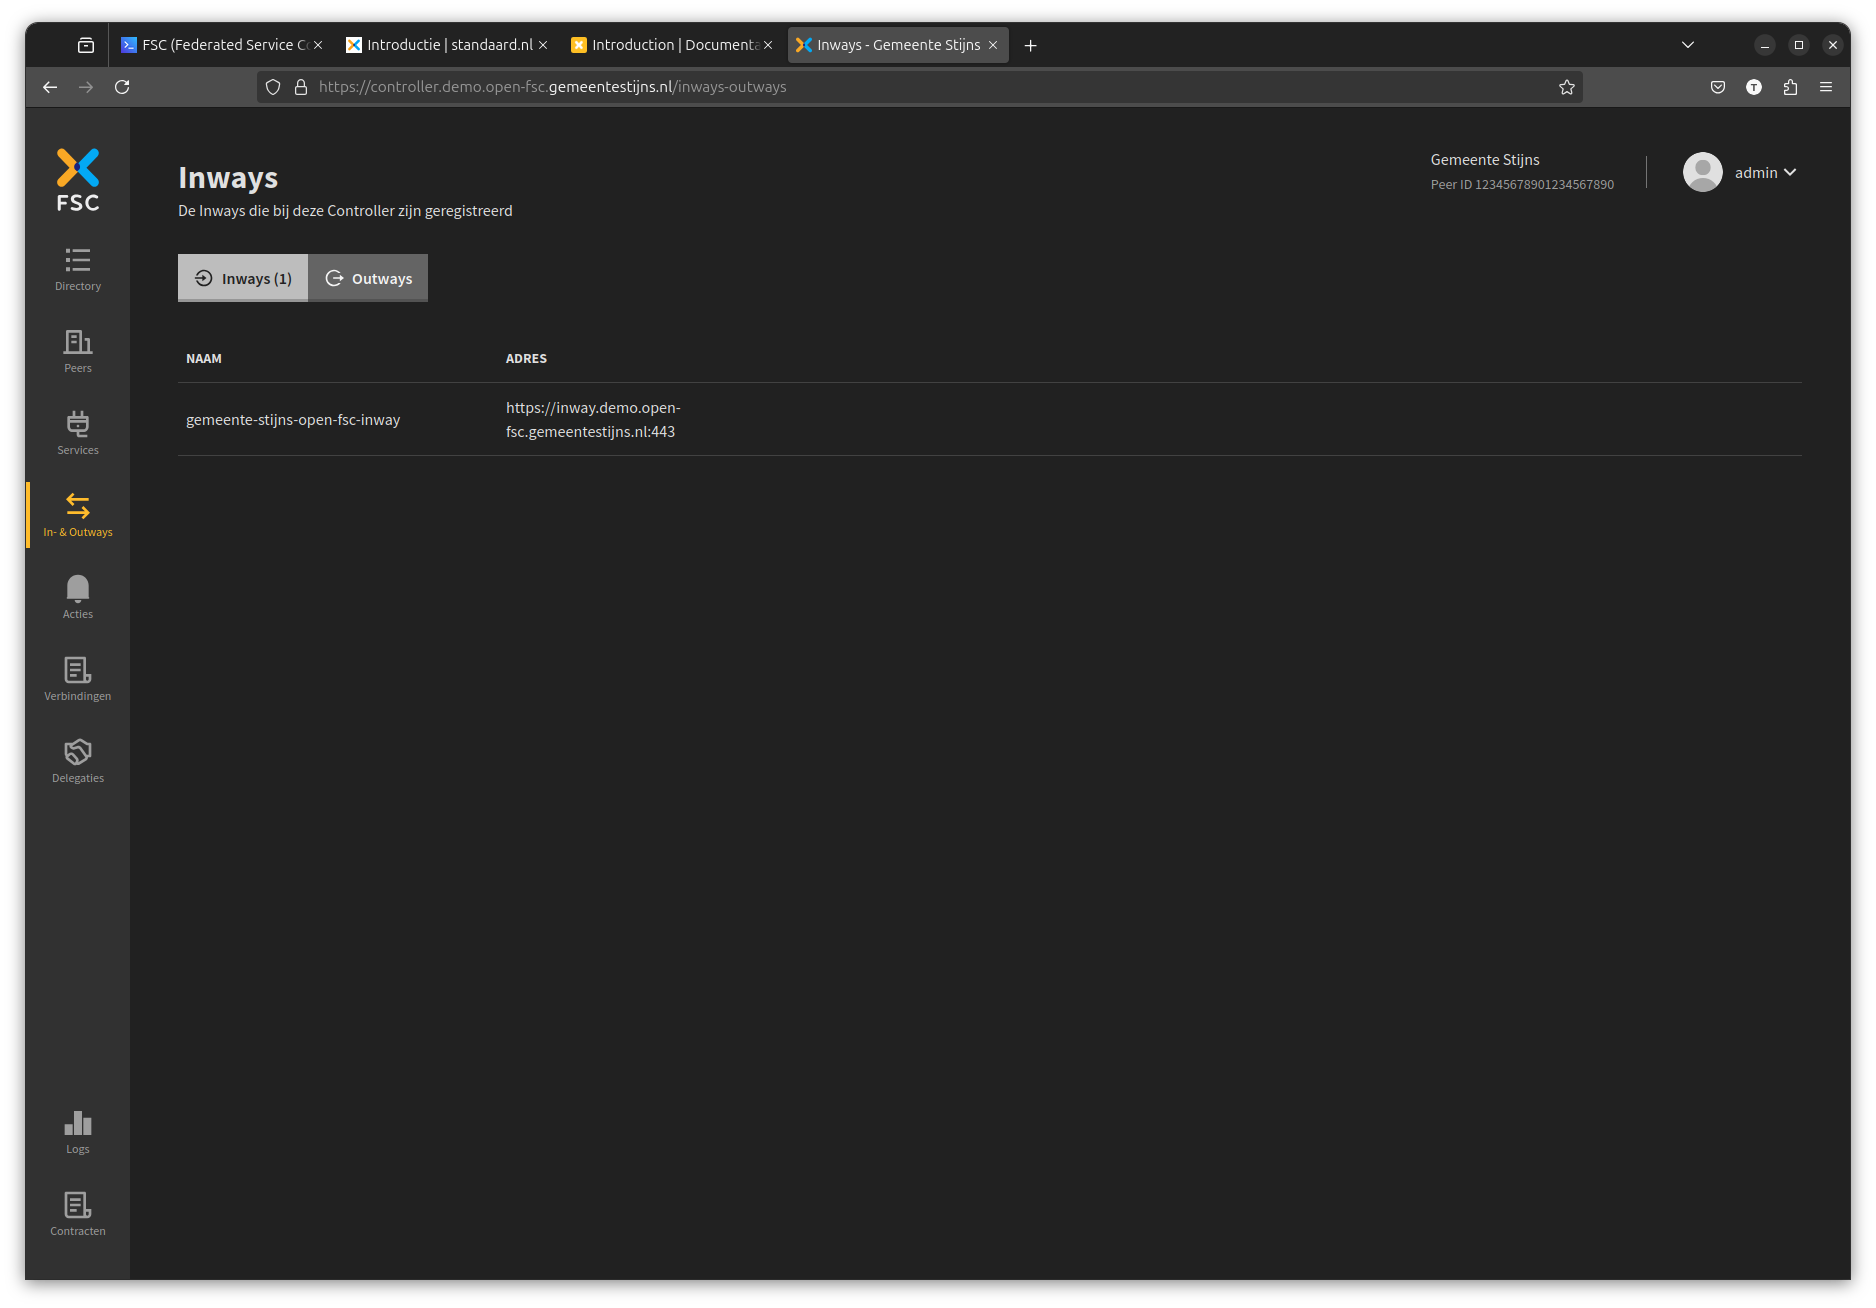 FSC (Federated Service C
Introductie | standaard.nl
Introduction | Documenta
Inways - Gemeente Stijns
https://controller.demo.open-fsc.gemeentestijns.nl/inways-outways
T
FSC
Directory
Peers
Services
In- & Outways
Acties
Verbindingen
Delegaties
Logs
Contracten
Inways
De Inways die bij deze Controller zijn geregistreerd
Gemeente Stijns
Peer ID 12345678901234567890
admin
Inways (1)
Outways
NAAM
ADRES
gemeente-stijns-open-fsc-inway
https://inway.demo.open-
fsc.gemeentestijns.nl:443